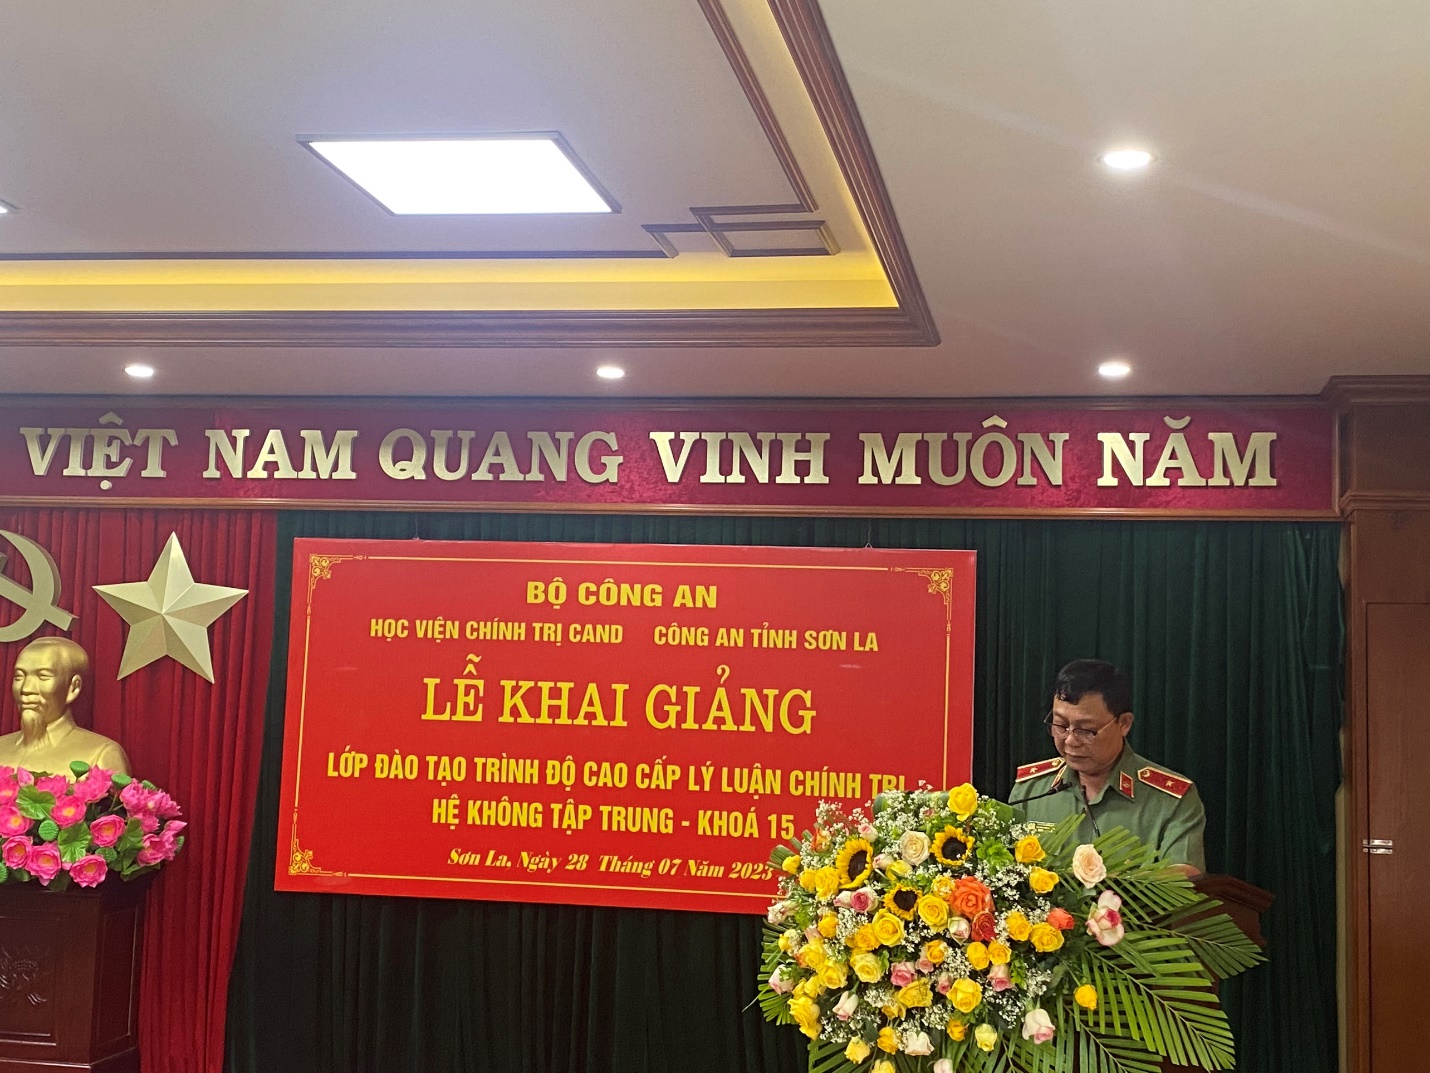 VIỆT NAM QUANG VINH MUÔN NĂM
BỘ CÔNG AN
HỌC VIỆN CHÍNH TRỊ CAND CÔNG AN TỈNH SƠN LA
LỄ KHAI GIẢNG
LỚP ĐÀO TẠO TRÌNH ĐỘ CAO CẤP LÝ LUẬN CHÍNH TRỊ
HỆ KHÔNG TẬP TRUNG - KHOÁ 15
Sơn La, Ngày 28 Tháng 07 Năm 2023